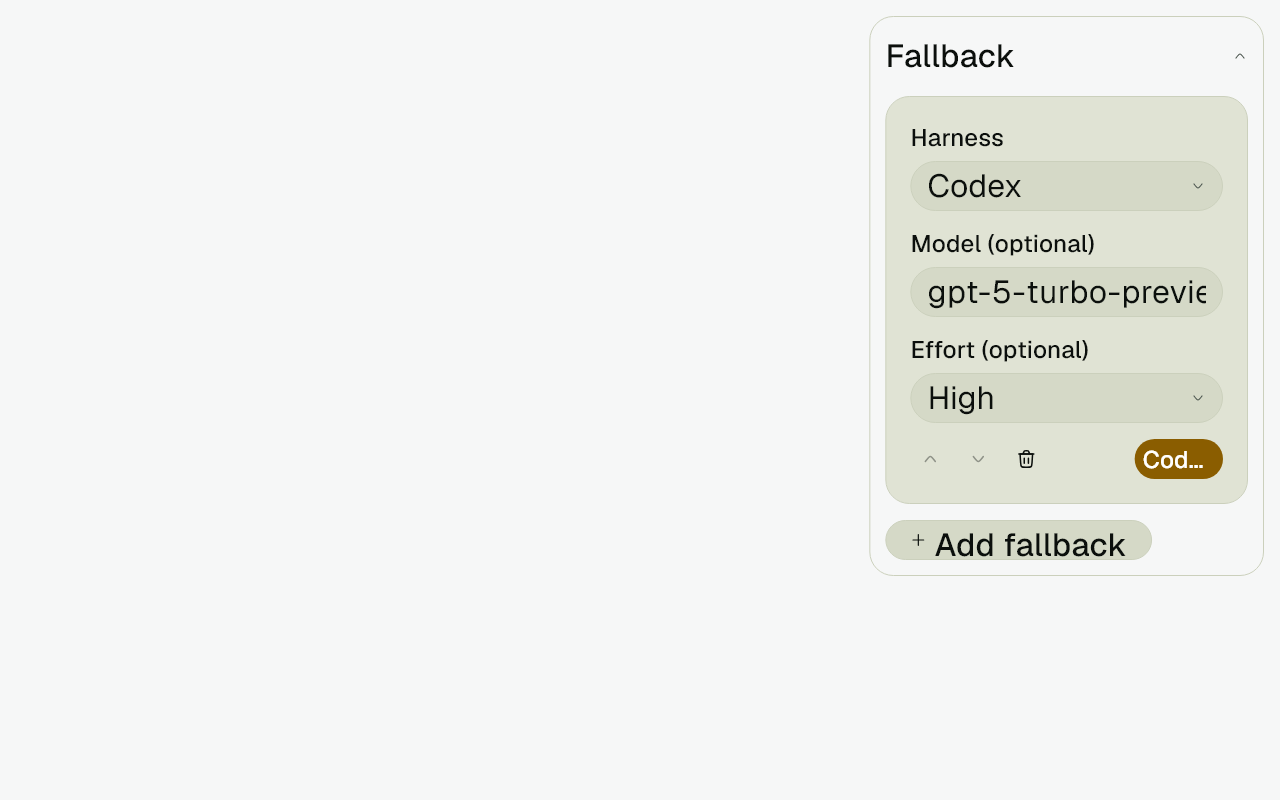 Fallback
Harness
Codex
Model (optional)
gpt-5-turbo-previe
Effort (optional)
High
Cod...
+ Add fallback